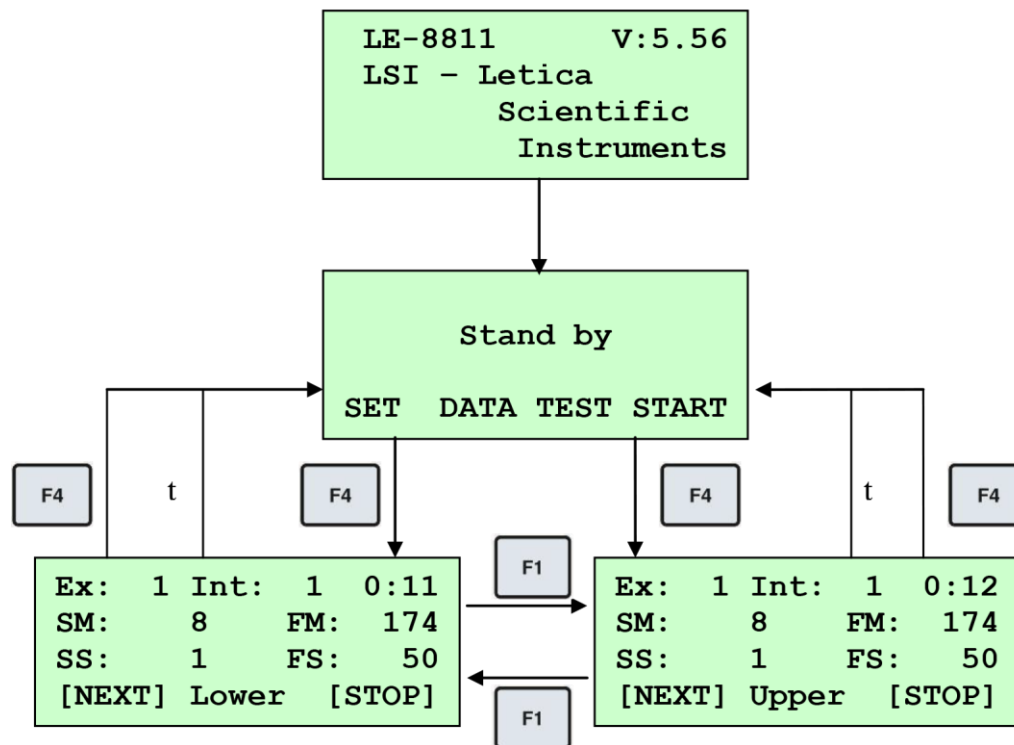 LE-8811 V:5.56
LSI – Letica
Scientific
Instruments
Stand by
SET DATA TEST START
F4
t
F4
F4
t
F4
F1
Ex: 1 Int: 1 0:11
SM: 8 FM: 174
SS: 1 FS: 50
[NEXT] Lower [STOP]
Ex: 1 Int: 1 0:12
SM: 8 FM: 174
SS: 1 FS: 50
[NEXT] Upper [STOP]
F1